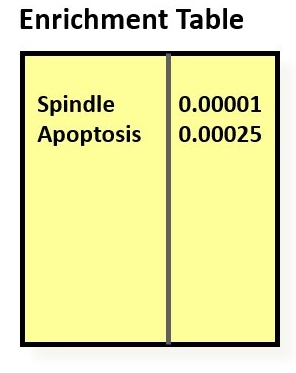 Enrichment Table
Spindle 0.00001
Apoptosis 0.00025